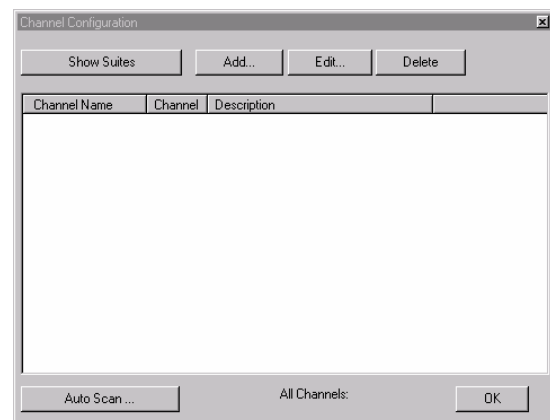 Channel Configuration
Show Suites Add... Edit... Delete
Channel Name Channel Description
Auto Scan ... All Channels: OK